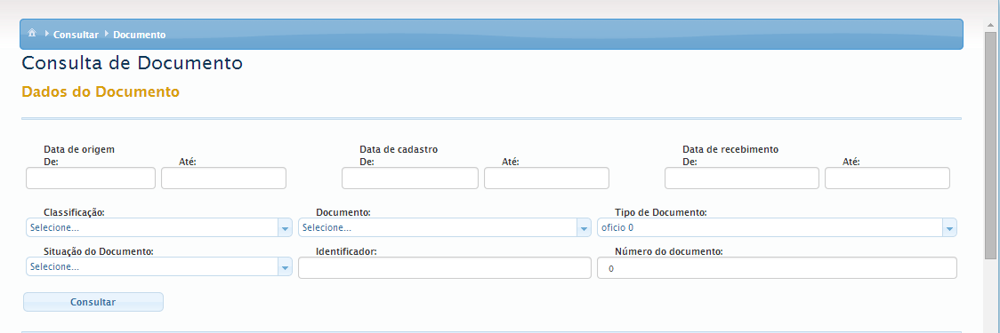 Consultar Documento
Consulta de Documento
Dados do Documento
Data de origem Data de cadastro Data de recebimento
De: Até: De: Até: De: Até:
Classificação: Documento: Tipo de Documento:
Selecione... Selecione... oficio 0
Situação do Documento: Identificador: Número do documento:
Selecione... 0
Consultar